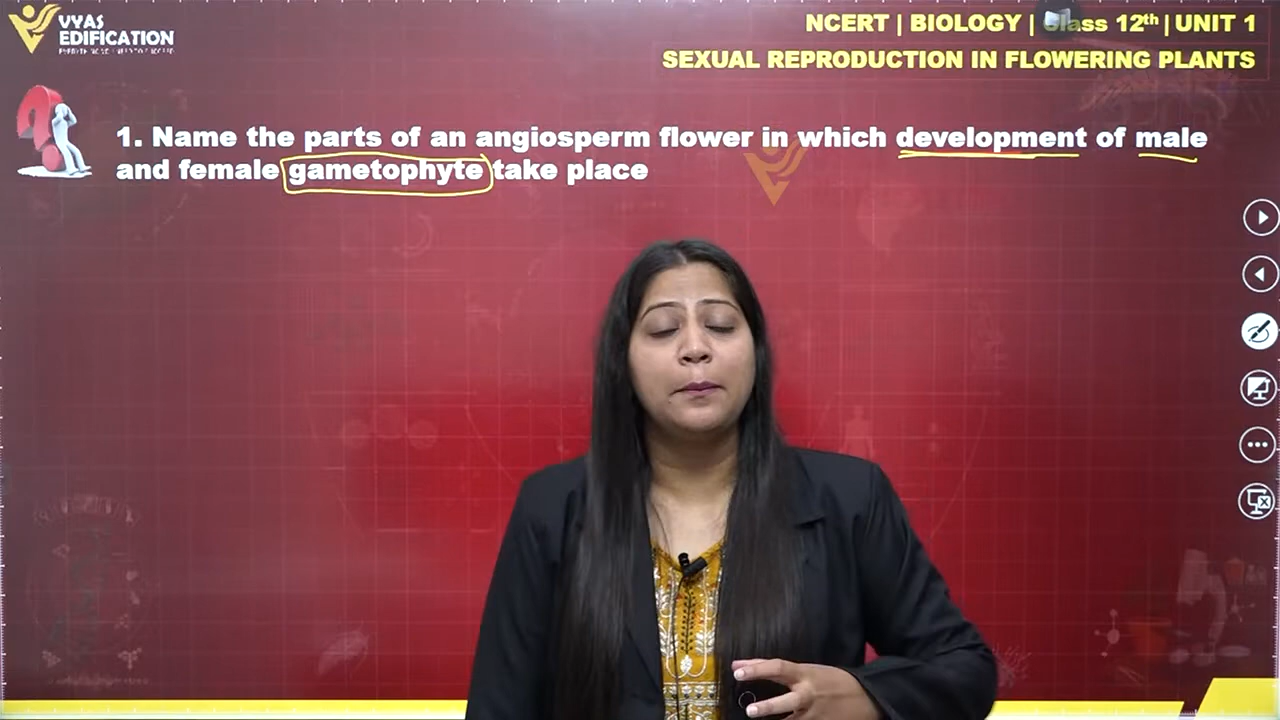 VYAS
EDIFICATION
NCERT | BIOLOGY | Class 12th | UNIT 1
SEXUAL REPRODUCTION IN FLOWERING PLANTS
1. Name the parts of an angiosperm flower in which development of male
and female gametophyte take place